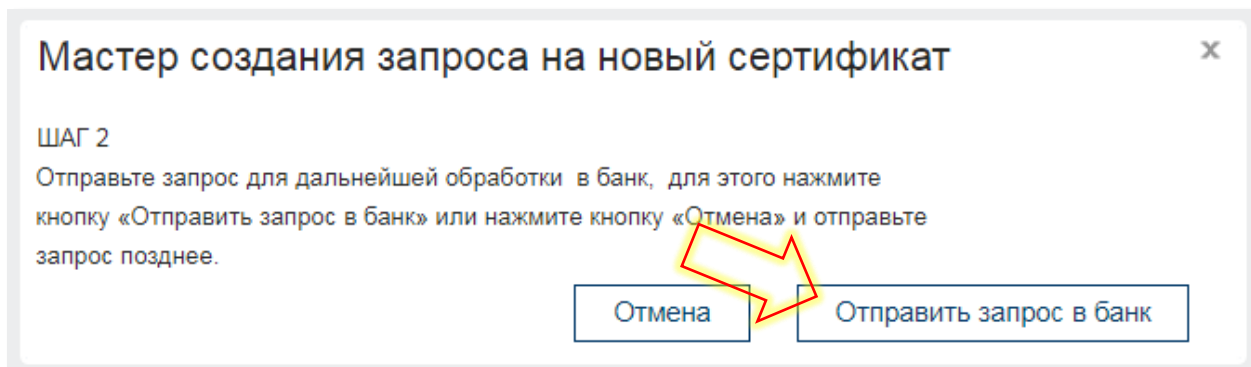 Мастер создания запроса на новый сертификат
x
ШАГ 2
Отправьте запрос для дальнейшей обработки в банк, для этого нажмите
кнопку «Отправить запрос в банк» или нажмите кнопку «Отмена» и отправьте
запрос позднее.
Отмена
Отправить запрос в банк